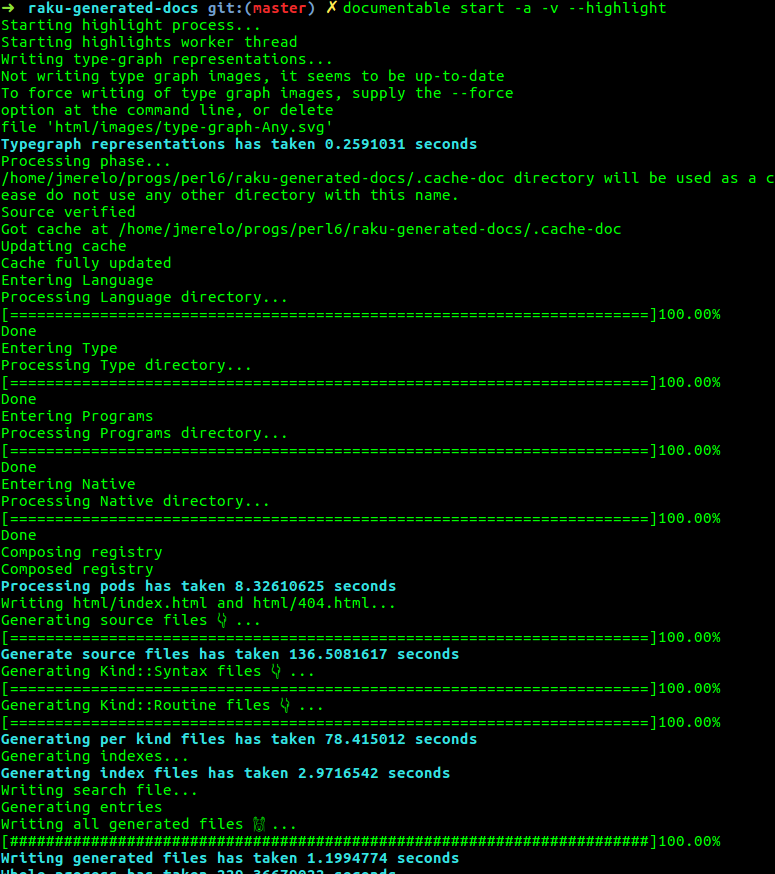 → raku-generated-docs git:(master) ✗ documentable start -a -v --highlight
Starting highlight process...
Starting highlights worker thread
Writing type-graph representations...
Not writing type graph images, it seems to be up-to-date
To force writing of type graph images, supply the --force
option at the command line, or delete
file 'html/images/type-graph-Any.svg'
Typegraph representations has taken 0.2591031 seconds
Processing phase...
/home/jmerelo/progs/perl6/raku-generated-docs/.cache-doc directory will be used as a c
ease do not use any other directory with this name.
Source verified
Got cache at /home/jmerelo/progs/perl6/raku-generated-docs/.cache-doc
Updating cache
Cache fully updated
Entering Language
Processing Language directory...
[=======================================================================]100.00%
Done
Entering Type
Processing Type directory...
[=======================================================================]100.00%
Done
Entering Programs
Processing Programs directory...
[=======================================================================]100.00%
Done
Entering Native
Processing Native directory...
[=======================================================================]100.00%
Done
Composing registry
Composed registry
Processing pods has taken 8.32610625 seconds
Writing html/index.html and html/404.html...
Generating source files 👇 ...
[=======================================================================]100.00%
Generate source files has taken 136.5081617 seconds
Generating Kind::Syntax files 👇 ...
[=======================================================================]100.00%
Generating Kind::Routine files 👇 ...
[=======================================================================]100.00%
Generating per kind files has taken 78.415012 seconds
Generating indexes...
Generating index files has taken 2.9716542 seconds
Writing search file...
Generating entries
Writing all generated files 🙌 ...
[#######################################################################]100.00%
Writing generated files has taken 1.1994774 seconds
Whole process has taken seconds